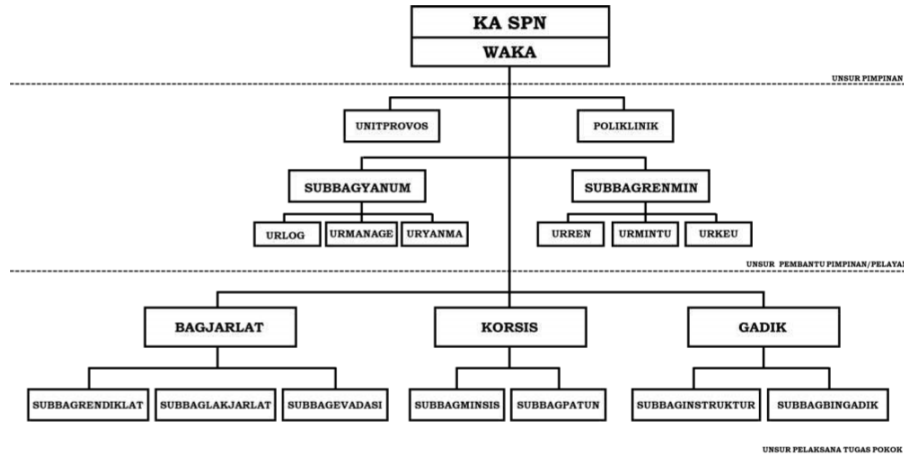 KA SPN
WAKA
UNSUR PIMPINAN
UNITPROVOS
POLIKLINIK
SUBBAGYANUM
SUBBAGRENMIN
URLOG
URMANAGE
URYANMA
URREN
URMINTU
URKEU
UNSUR PEMBANTU PIMPINAN/PELAYAN
BAGJARLAT
KORSIS
GADIK
SUBBAGRENDIKLAT
SUBBAGLAKJARLAT
SUBBAGEVADASI
SUBBAGMINSIS
SUBBAGPATUN
SUBBAGINSTRUKTUR
SUBBAGBINGADIK
UNSUR PELAKSANA TUGAS POKOK